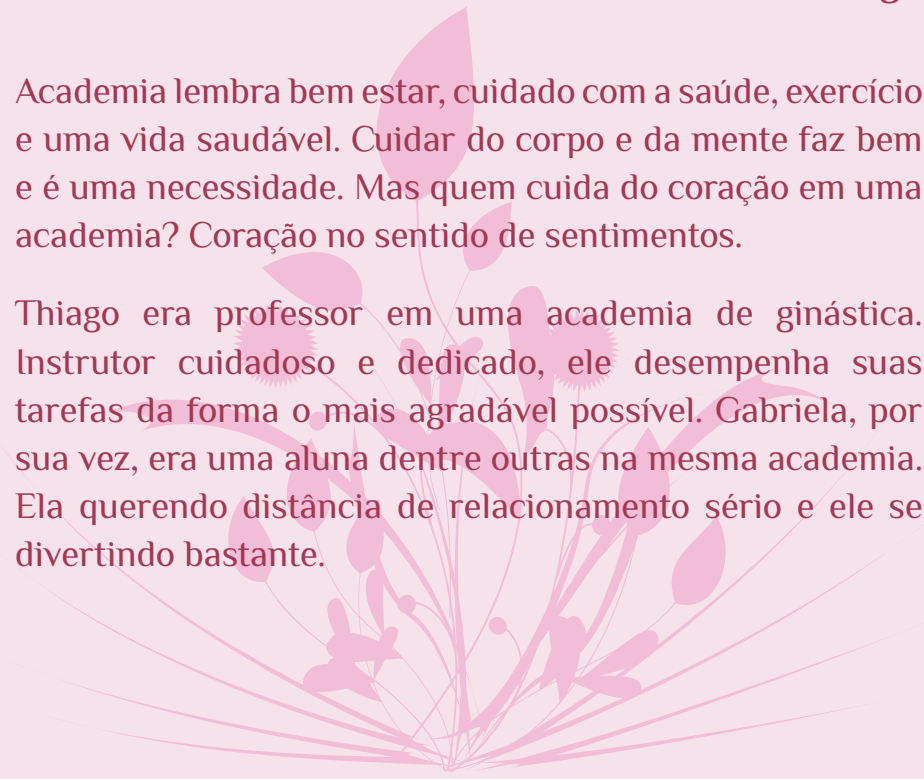 Academia lembra bem estar, cuidado com a saúde, exercício
e uma vida saudável. Cuidar do corpo e da mente faz bem
e é uma necessidade. Mas quem cuida do coração em uma
academia? Coração no sentido de sentimentos.
Thiago era professor em uma academia de ginástica.
Instrutor cuidadoso e dedicado, ele desempenha suas
tarefas da forma o mais agradável possível. Gabriela, por
sua vez, era uma aluna dentre outras na mesma academia.
Ela querendo distância de relacionamento sério e ele se
divertindo bastante.